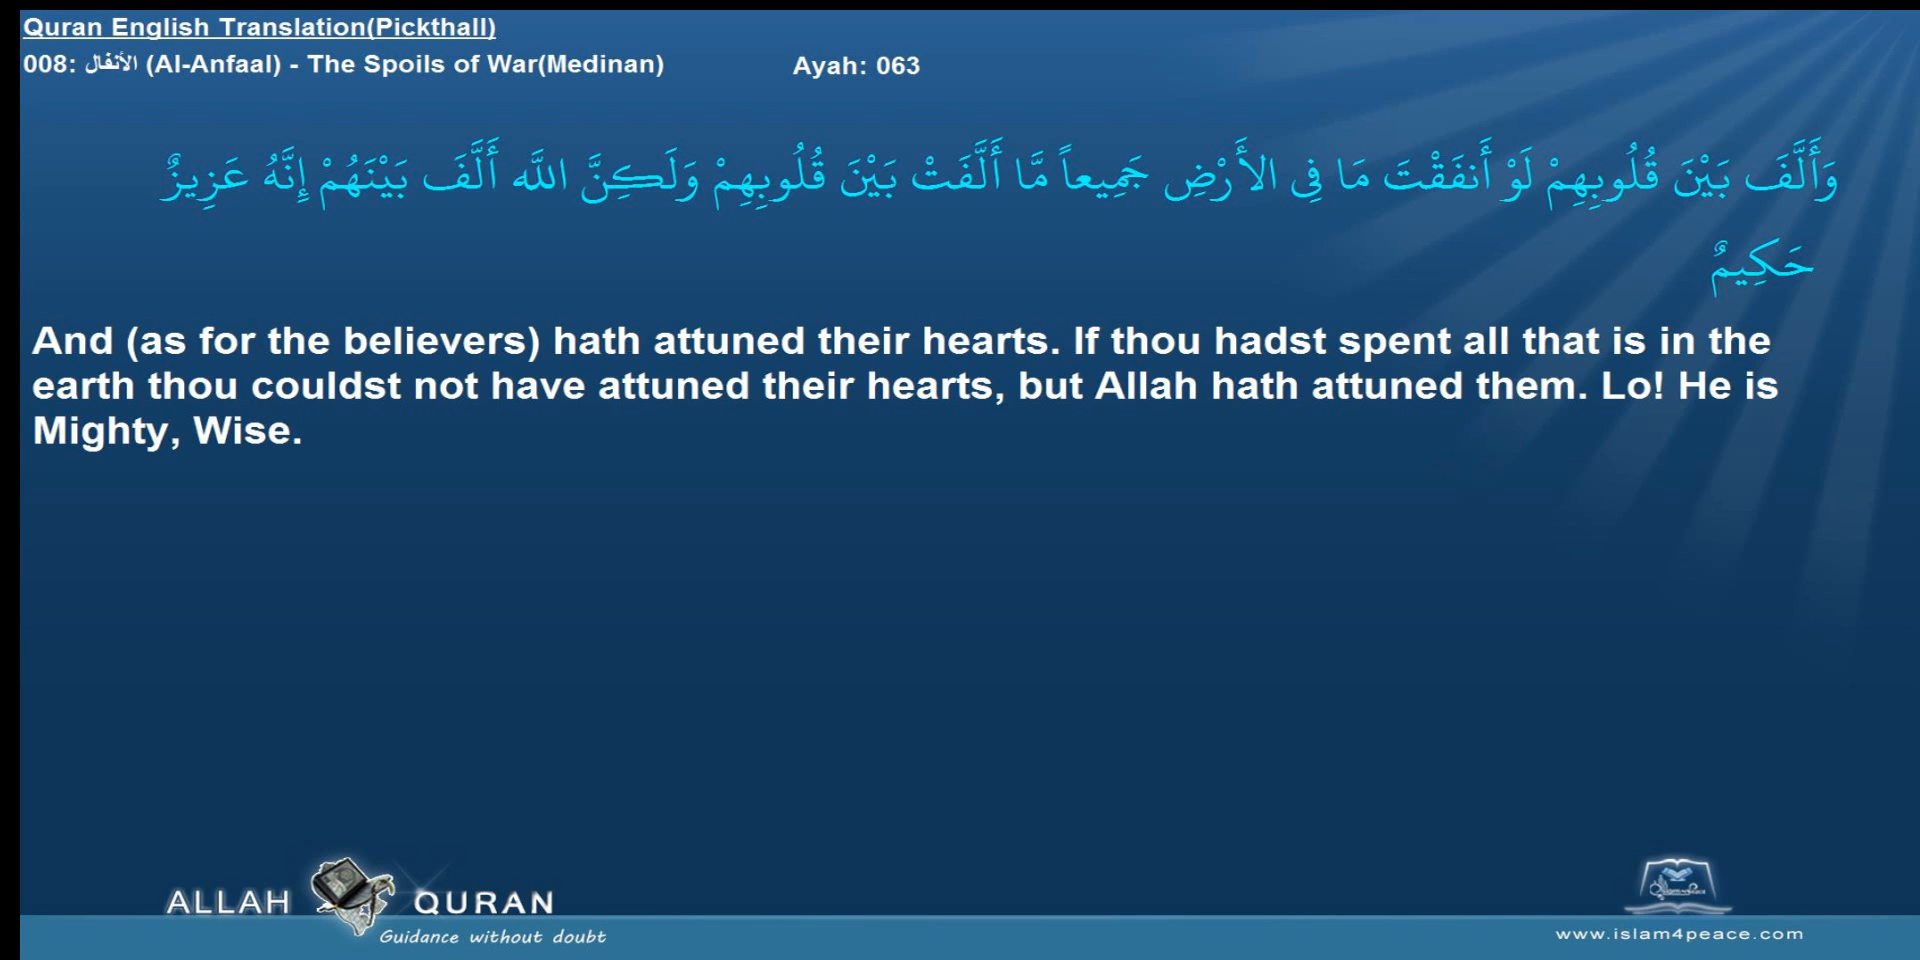 Quran English Translation(Pickthall)
008: الأنفال (Al-Anfaal) - The Spoils of War(Medinan) Ayah: 063
وَأَلَّفَ بَيْنَ قُلُوبِهِمْ لَوْ أَنفَقْتَ مَا فِى الأَرْضِ جَمِيعاً مَّا أَلَّفَتْ بَيْنَ قُلُوبِهِمْ وَلَكِنَّ اللَّه أَلَّفَ بَيْنَهُمْ إِنَّهُ عَزِيزٌ
حَكِيمٌ
And (as for the believers) hath attuned their hearts. If thou hadst spent all that is in the
earth thou couldst not have attuned their hearts, but Allah hath attuned them. Lo! He is
Mighty, Wise.
ALLAH QURAN
Guidance without doubt
www.islam4peace.com